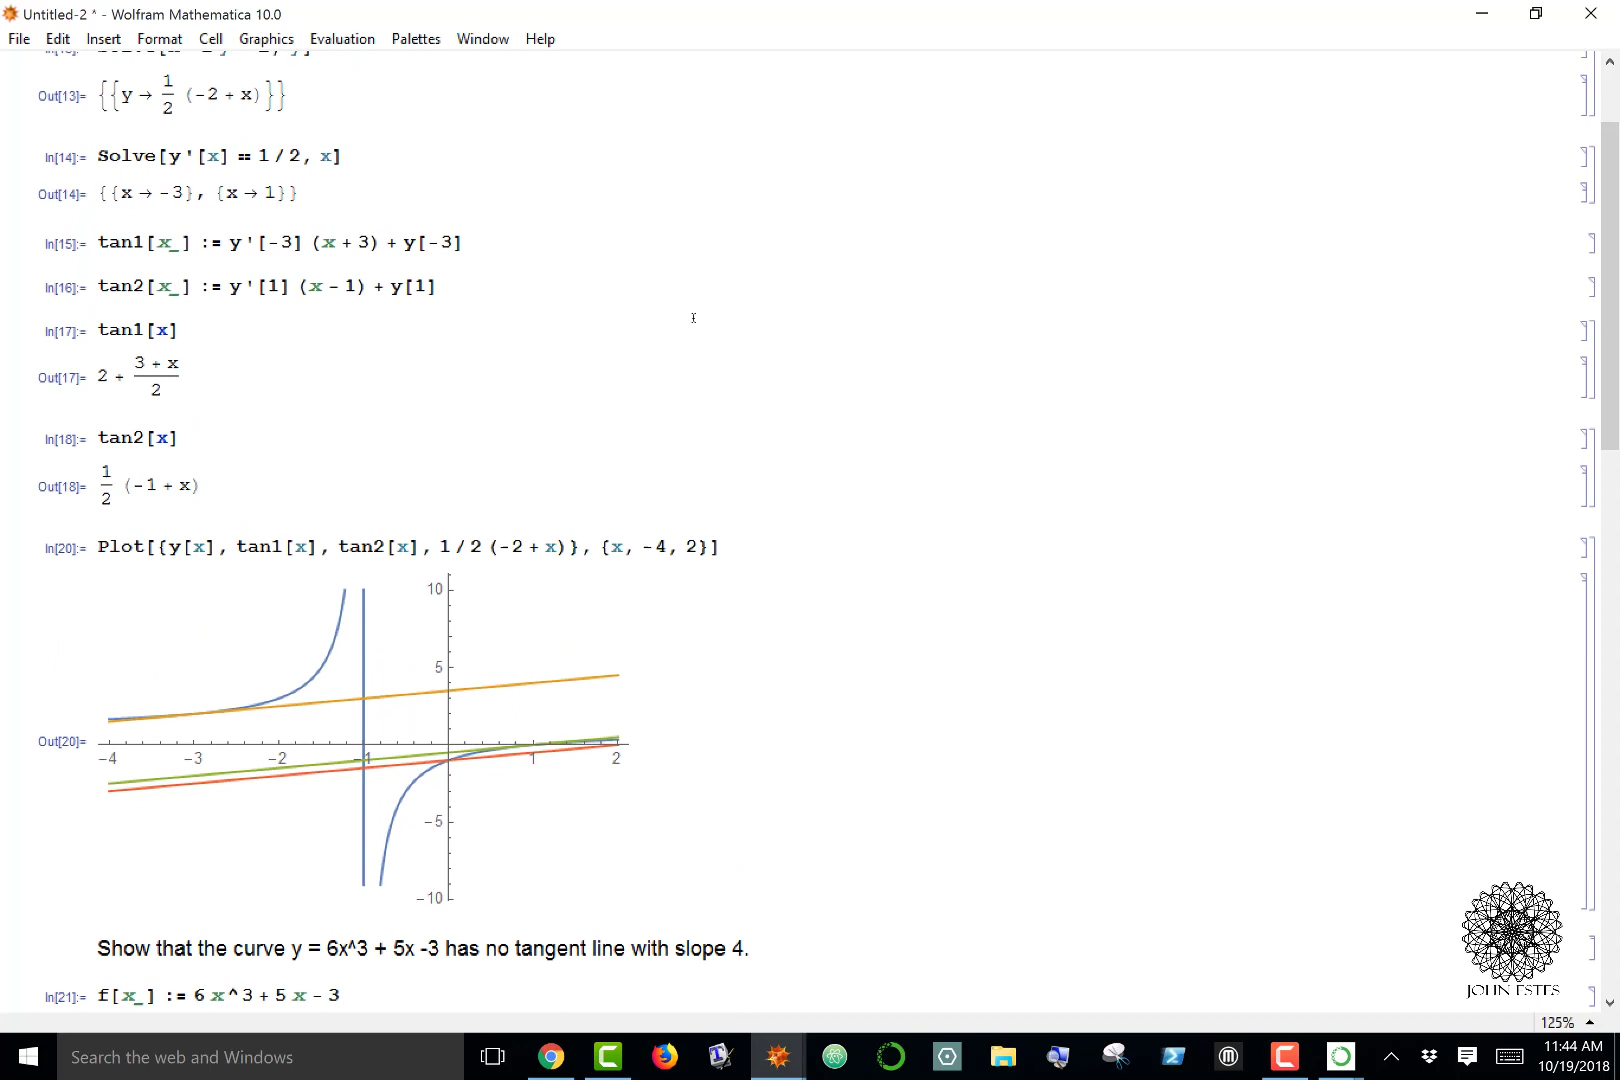 Untitled-2 * - Wolfram Mathematica 10.0
File Edit Insert Format Cell Graphics Evaluation Palettes Window Help
Out[13]= {{y → 1/2 (-2 + x)}}
In[14]:= Solve[y'[x] == 1 / 2, x]
Out[14]= {{x → -3}, {x → 1}}
In[15]:= tan1[x_] := y'[-3] (x + 3) + y[-3]
In[16]:= tan2[x_] := y'[1] (x - 1) + y[1]
In[17]:= tan1[x]
Out[17]= 2 + (3 + x)/2
In[18]:= tan2[x]
Out[18]= 1/2 (-1 + x)
In[20]:= Plot[{y[x], tan1[x], tan2[x], 1 / 2 (-2 + x)}, {x, -4, 2}]
10
5
Out[20]=
-4 -3 -2 -1 1 2
-5
-10
Show that the curve y = 6x^3 + 5x -3 has no tangent line with slope 4.
JOHN ESTES
In[21]:= f[x_] := 6 x^3 + 5 x - 3
125%
Search the web and Windows
11:44 AM
10/19/2018